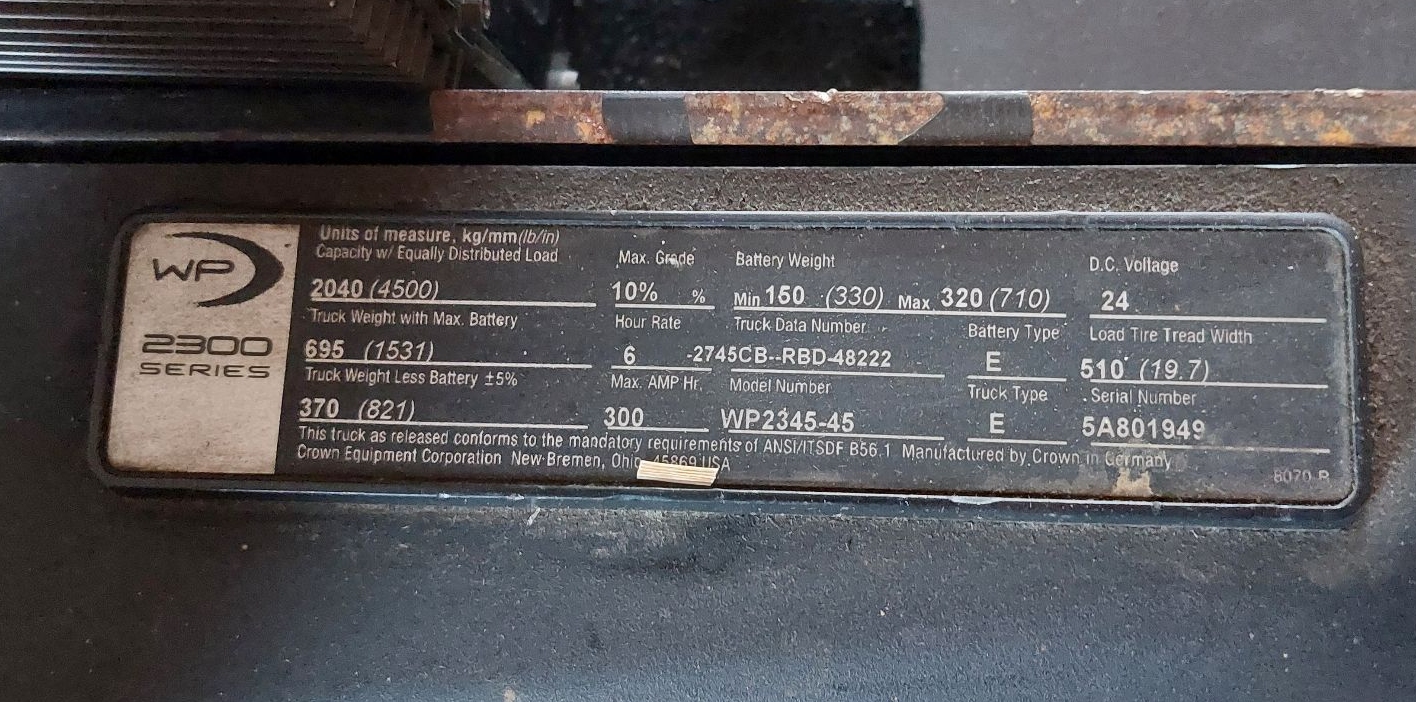 WP
2300
SERIES
Units of measure, kg/mm (lb/in)
Capacity w/ Equally Distributed Load
2040 (4500)
Max. Grade
10% %
Battery Weight
Min 150 (330) Max 320 (710)
D.C. Voltage
24
Truck Weight with Max. Battery
695 (1531)
Hour Rate
6
Truck Data Number
-2745CB--RBD-48222
Battery Type
E
Load Tire Tread Width
510 (19.7)
Truck Weight Less Battery ±5%
370 (821)
Max. AMP Hr.
300
Model Number
WP2345-45
Truck Type
E
Serial Number
5A801949
This truck as released conforms to the mandatory requirements of ANSI/ITSDF B56.1 Manufactured by Crown in Germany
Crown Equipment Corporation New Bremen, Ohio 45869 USA
8070 R